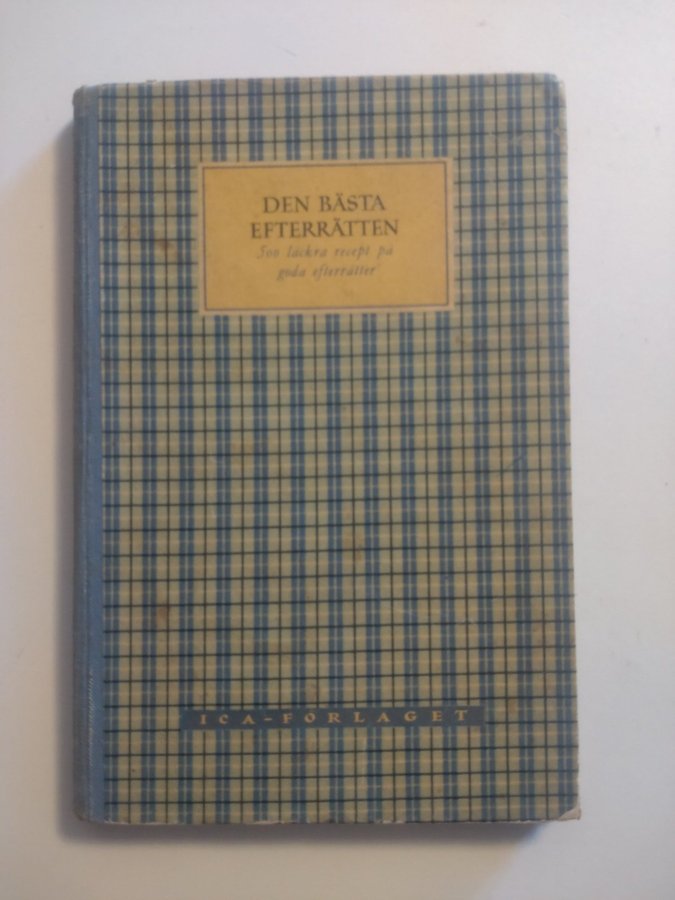 DEN BÄSTA
EFTERRÄTTEN
500 läckra recept på
goda efterrätter
ICA-FÖRLAGET